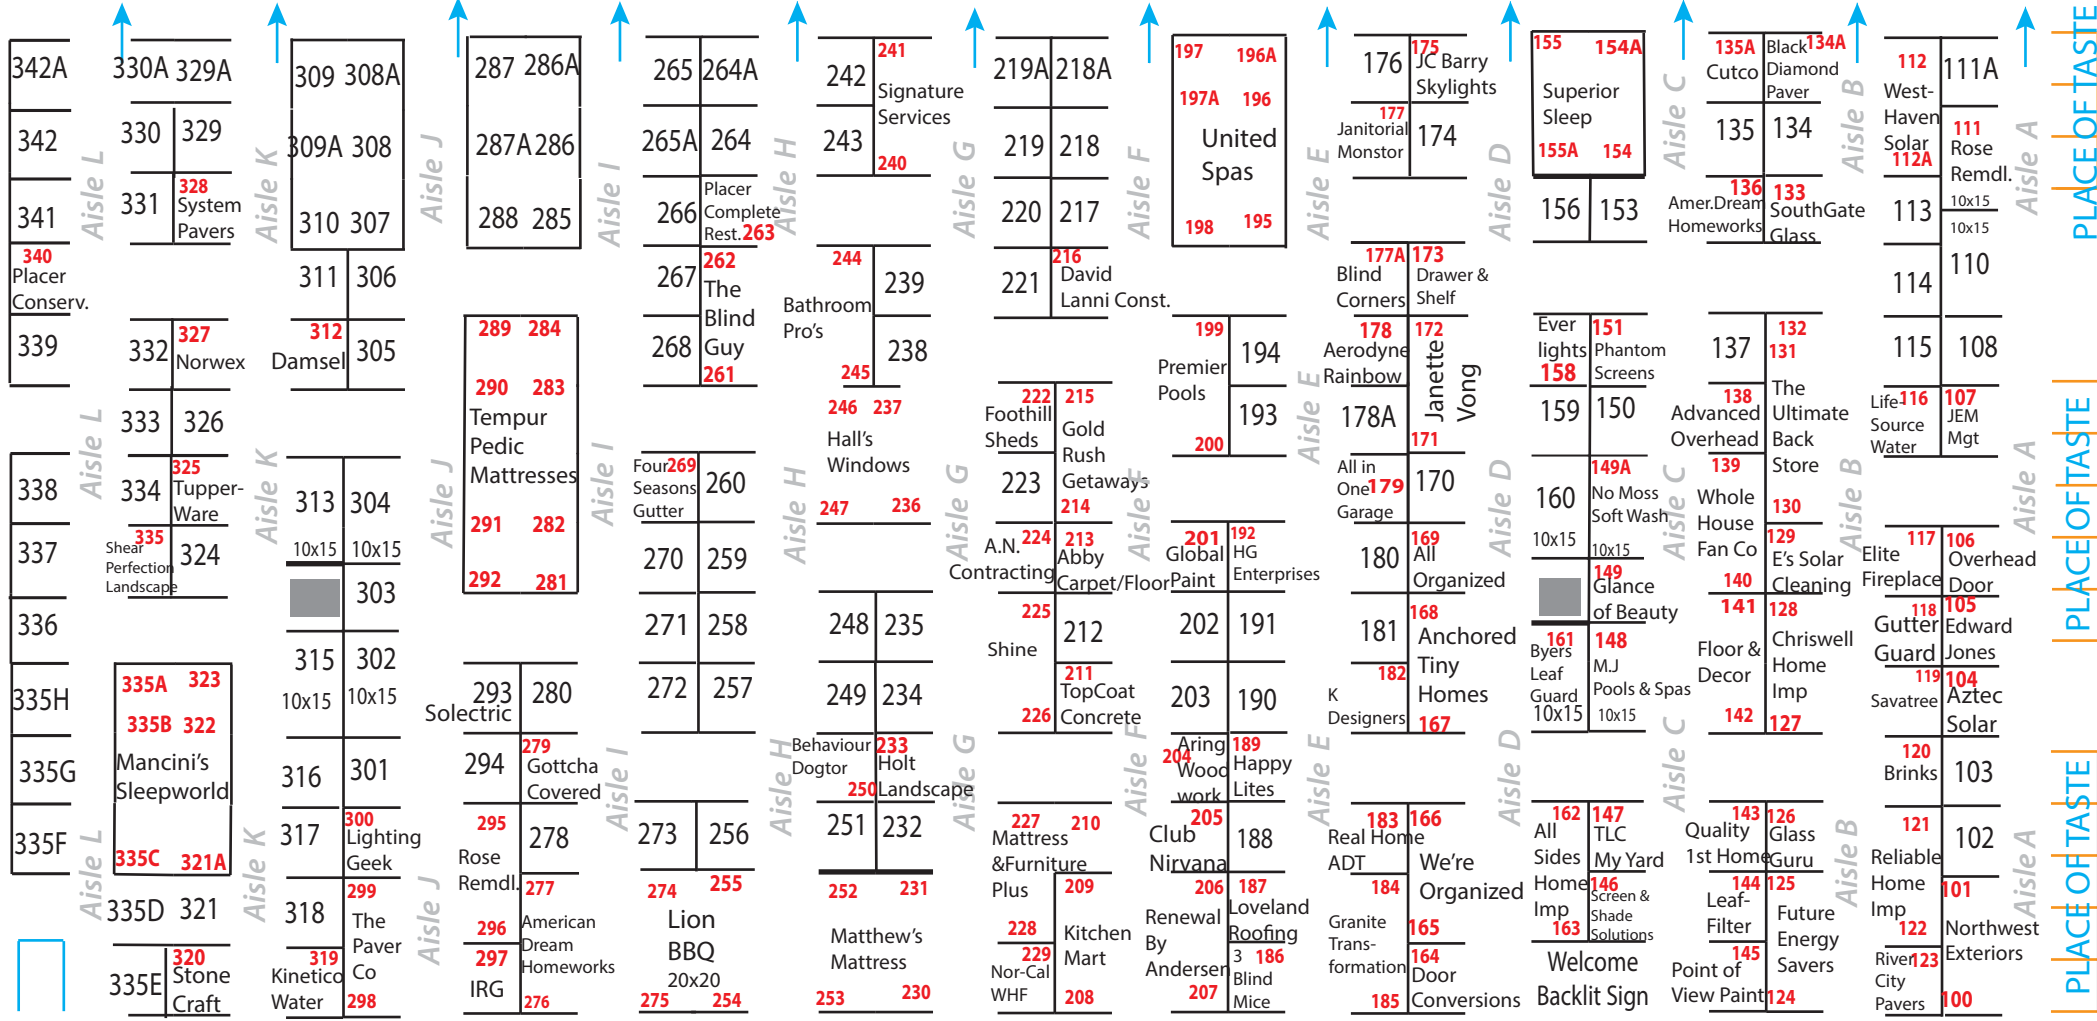 342A
342
341
340
Placer
Conserv.
339
338
337
336
335H
335G
335F
Aisle L
Aisle L
Aisle L
330A 329A
330
329
331
328
System
Pavers
332
327
Norwex
333
326
334
325
Tupper-
Ware
335
Shear
Perfection
Landscape
324
335A 323
335B 322
Mancini's
Sleepworld
335C 321A
335D 321
335E
320
Stone
Craft
Aisle K
Aisle K
Aisle K
309 308A
309A 308
310 307
311
306
312
Damsel
305
313
304
10x15
10x15
303
315
302
10x15
10x15
316
301
317
300
Lighting
Geek
318
299
The
Paver
Co
298
319
Kinetico
Water
Aisle J
Aisle J
Aisle J
287 286A
287A 286
288 285
289 284
290 283
Tempur
Pedic
Mattresses
291 282
292 281
293
Solectric
280
294
279
Gottcha
Covered
295
Rose
Remdl.
296
278
277
American
Dream
Homeworks
276
297
IRG
Aisle I
Aisle I
Aisle I
265
264A
265A
264
266
Placer
Complete
Rest. 263
267
262
The
Blind
Guy
261
268
Four 269
Seasons
Gutter
260
270
259
271
258
272
257
273
256
274 255
Lion
BBQ
20x20
275 254
Aisle H
Aisle H
Aisle H
242
241
Signature
Services
240
243
244
Bathroom
Pro's
245
239
238
246 237
Hall's
Windows
247 236
248
235
249
234
Behaviour
Dogtor
250
233
Holt
Landscape
251
232
252 231
Matthew's
Mattress
253 230
Aisle G
Aisle G
Aisle G
219A
218A
219
218
220
217
221
216
David
Lanni Const.
222
Foothill
Sheds
215
Gold
Rush
Getaways
214
223
224
A.N.
Contracting
213
Abby
Carpet/Floor
225
Shine
226
212
211
TopCoat
Concrete
227 210
Mattress
&Furniture
Plus
228
209
Kitchen
Mart
208
229
Nor-Cal
WHF
Aisle F
Aisle F
Aisle F
197 196A
197A 196
United
Spas
198 195
199
Premier
Pools
200
194
193
201
Global
Paint
192
HG
Enterprises
202
191
203
190
Aring
204
Wood
work
189
Happy
Lites
205
Club
Nirvana
188
206
Renewal
By
Andersen
207
187
Loveland
Roofing
3 186
Blind
Mice
Aisle E
Aisle E
Aisle E
176
175
JC Barry
Skylights
177
Janitorial
Monstor
174
177A
Blind
Corners
173
Drawer &
Shelf
178
Aerodyne
Rainbow
172
Janette
Vong
171
178A
All in
One 179
Garage
170
180
169
All
Organized
181
168
Anchored
Tiny
Homes
167
182
K
Designers
183
Real Home
ADT
166
We're
Organized
165
184
Granite
Trans-
formation
185
164
Door
Conversions
Aisle D
Aisle D
Aisle D
155 154A
Superior
Sleep
155A 154
156
153
Ever
lights
158
151
Phantom
Screens
159
150
160
10x15
149A
No Moss
Soft Wash
10x15
149
Glance
of Beauty
161
Byers
Leaf
Guard
10x15
148
M.J
Pools & Spas
10x15
162
All
Sides
Home
Imp
163
147
TLC
My Yard
146
Screen &
Shade
Solutions
Welcome
Backlit Sign
Aisle C
Aisle C
Aisle C
135A
Cutco
Black 134A
Diamond
Paver
135
134
136
Amer.Dream
Homeworks
133
SouthGate
Glass
137
132
131
The
Ultimate
Back
Store
130
138
Advanced
Overhead
139
Whole
House
Fan Co
140
129
E's Solar
Cleaning
141
Floor &
Decor
142
128
Chriswell
Home
Imp
127
143
Quality
1st Home
126
Glass
Guru
144
Leaf-
Filter
125
Future
Energy
Savers
124
145
Point of
View Paint
Aisle B
Aisle B
Aisle B
112
West-
Haven
Solar
112A
111A
111
Rose
Remdl.
10x15
113
10x15
110
114
115
108
Life- 116
Source
Water
107
JEM
Mgt
117
Elite
Fireplace
106
Overhead
Door
118
Gutter
Guard
105
Edward
Jones
119
Savatree
104
Aztec
Solar
120
Brinks
103
121
Reliable
Home
Imp
122
102
101
Northwest
Exteriors
100
River 123
City
Pavers
Aisle A
Aisle A
Aisle A
PLACE OF TASTE
PLACE OF TASTE
PLACE OF TASTE